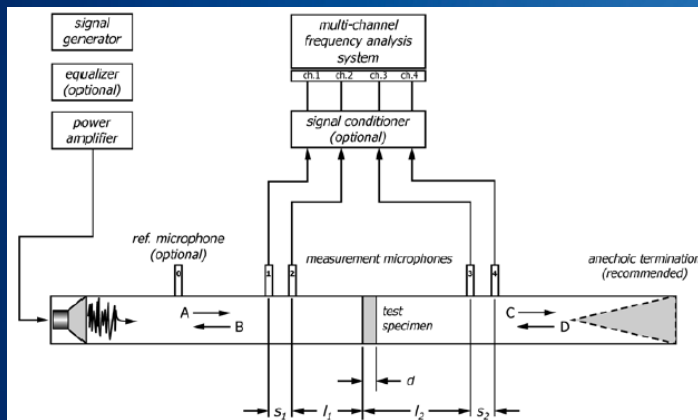 signal
generator
equalizer
(optional)
power
amplifier
multi-channel
frequency analysis
system
ch.1 ch.2 ch.3 ch.4
signal conditioner
(optional)
ref. microphone
(optional)
measurement microphones
anechoic termination
(recommended)
0 1 2 3 4
A
B
test
specimen
C
D
d
s1 l1 l2 s2